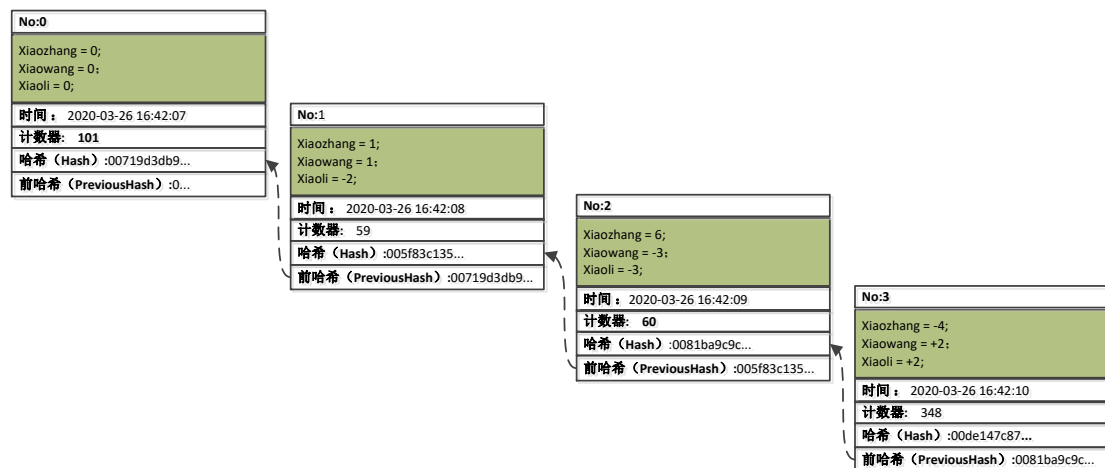 No:0
Xiaozhang = 0;
Xiaowang = 0；
Xiaoli = 0;
时间 ： 2020-03-26 16:42:07
计数器: 101
哈希（Hash）:00719d3db9...
前哈希（PreviousHash）:0...
No:1
Xiaozhang = 1;
Xiaowang = 1；
Xiaoli = -2;
时间 ： 2020-03-26 16:42:08
计数器: 59
哈希（Hash）:005f83c135...
前哈希（PreviousHash）:00719d3db9...
No:2
Xiaozhang = 6;
Xiaowang = -3；
Xiaoli = -3;
时间 ：2020-03-26 16:42:09
计数器: 60
哈希（Hash）:0081ba9c9c...
前哈希（PreviousHash）:005f83c135...
No:3
Xiaozhang = -4;
Xiaowang = +2；
Xiaoli = +2;
时间 ： 2020-03-26 16:42:10
计数器: 348
哈希（Hash）:00de147c87...
前哈希（PreviousHash）:0081ba9c9c...